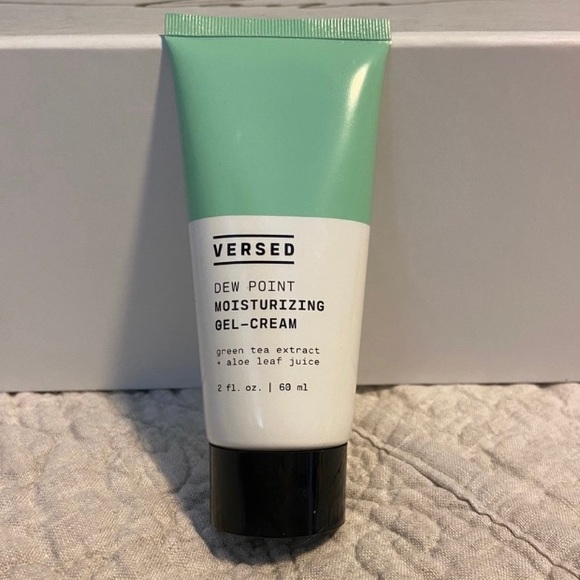 VERSED
DEW POINT
MOISTURIZING
GEL-CREAM
green tea extract
+ aloe leaf juice
2 fl. oz. | 60 ml